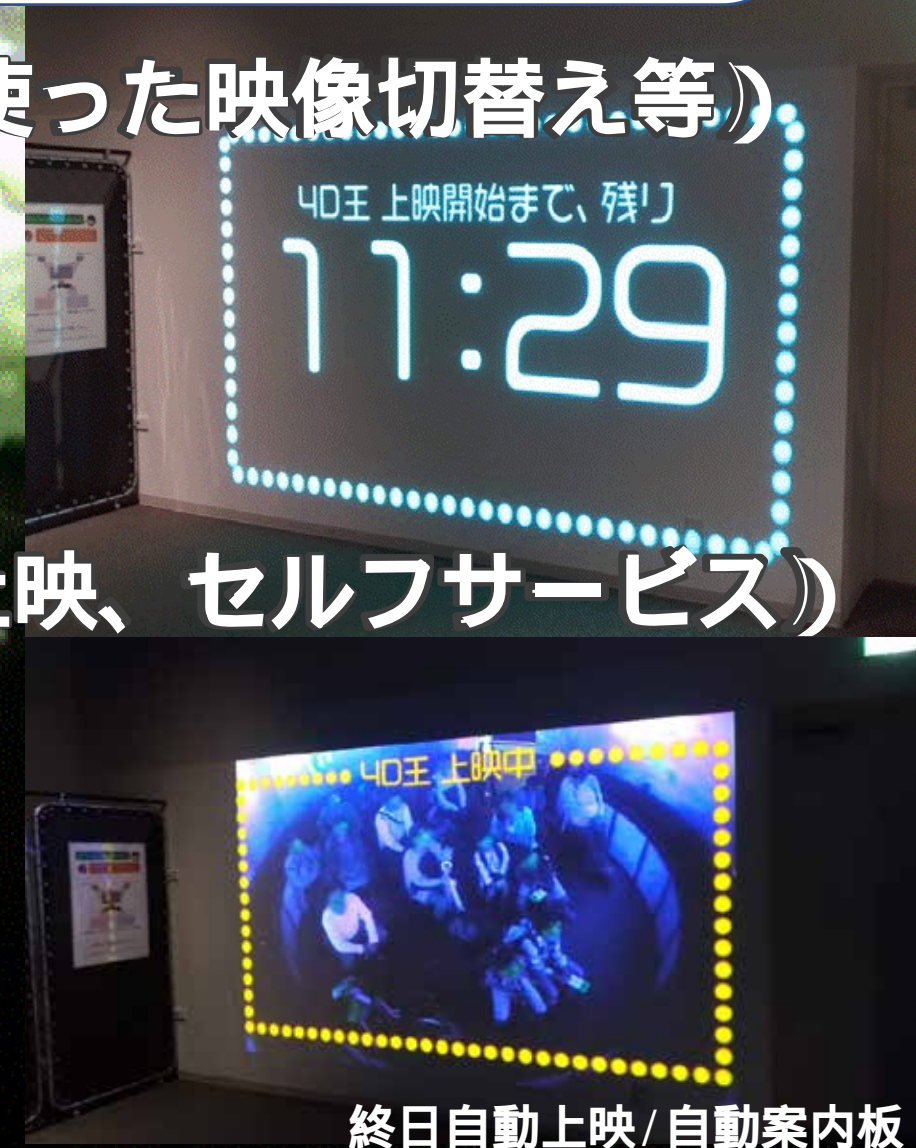 使った映像切替え等)
4D王 上映開始まで、残り
11:29
上映、セルフサービス)
4D王 上映中
終日自動上映/自動案内板